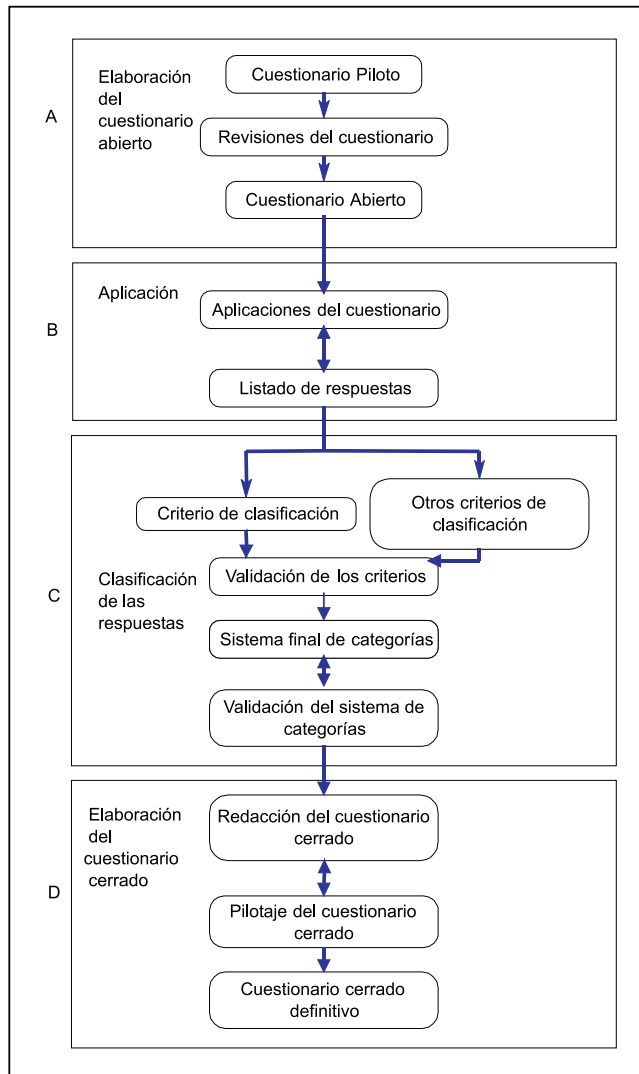 A
Elaboración
del
cuestionario
abierto
Cuestionario Piloto
Revisiones del cuestionario
Cuestionario Abierto
B
Aplicación
Aplicaciones del cuestionario
Listado de respuestas
C
Clasificación
de las
respuestas
Criterio de clasificación
Otros criterios de
clasificación
Validación de los criterios
Sistema final de categorías
Validación del sistema de
categorías
D
Elaboración
del
cuestionario
cerrado
Redacción del cuestionario
cerrado
Pilotaje del cuestionario
cerrado
Cuestionario cerrado
definitivo